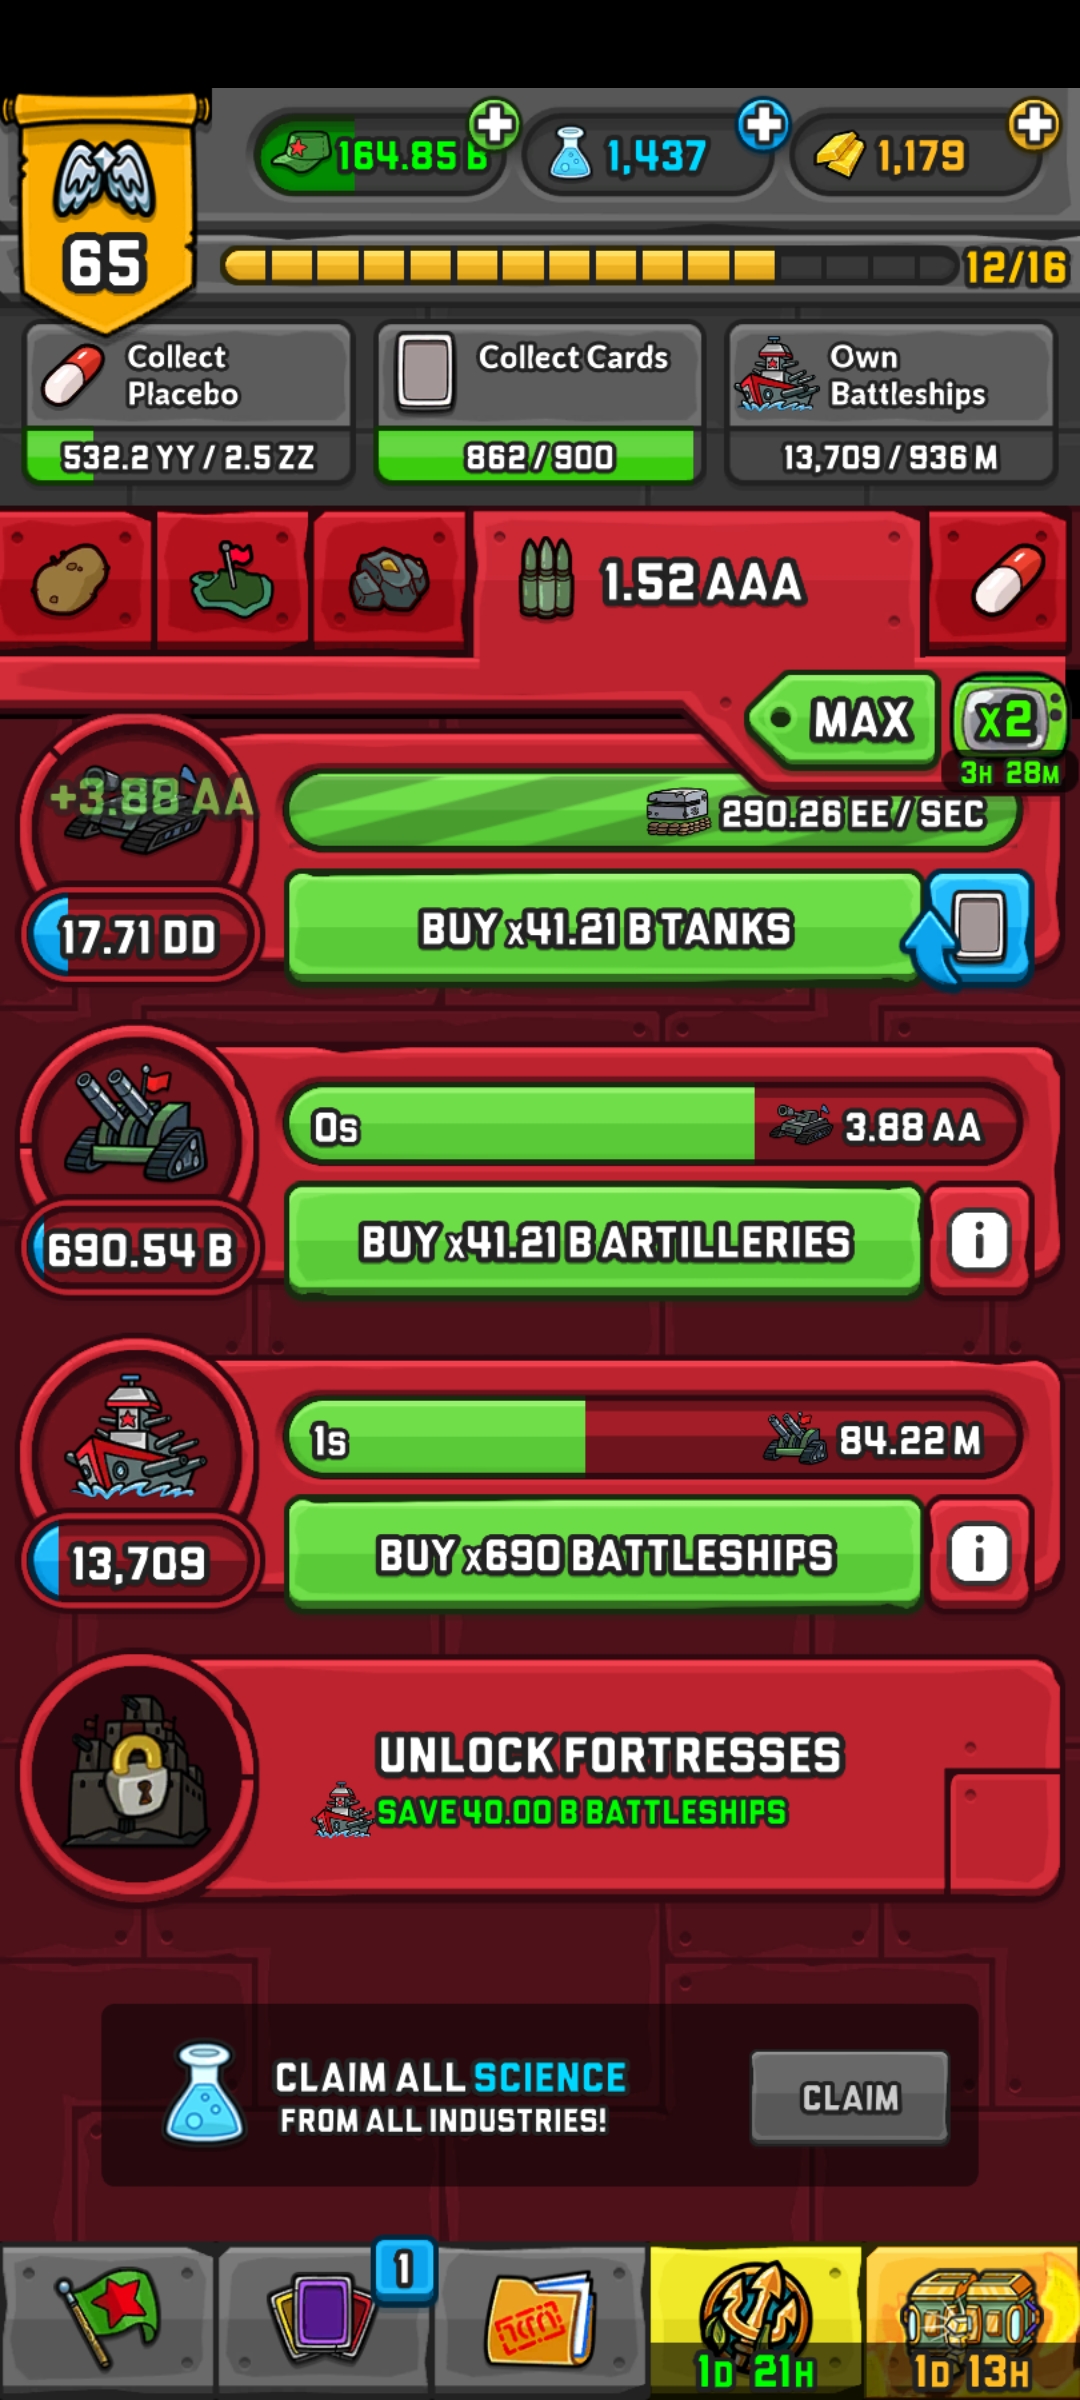 164.85 B
1,437
1,179
65
12/16
Collect
Placebo
532.2 YY / 2.5 ZZ
Collect Cards
862/900
Own
Battleships
13,709/936 M
1.52 AAA
MAX
x2
3H 28M
+3.88 AA
290.26 EE / SEC
17.71 DD
BUY x41.21 B TANKS
0s
3.88 AA
690.54 B
BUY x41.21 B ARTILLERIES
i
1s
84.22 M
13,709
BUY x690 BATTLESHIPS
i
UNLOCK FORTRESSES
SAVE 40.00 B BATTLESHIPS
CLAIM ALL SCIENCE
FROM ALL INDUSTRIES!
CLAIM
1
1D 21H
1D 13H